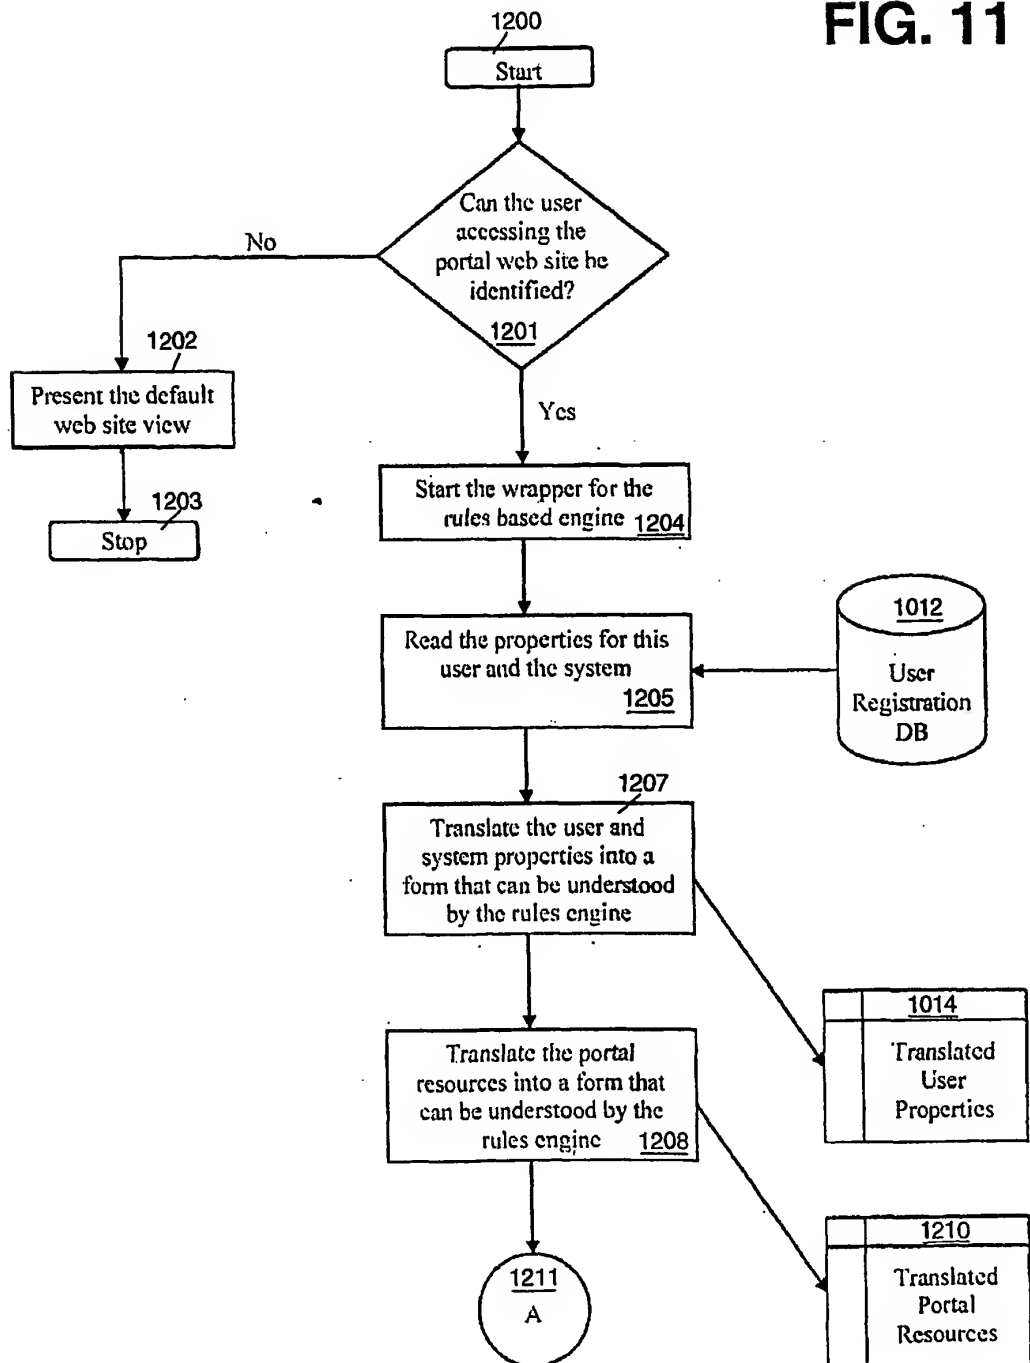 FIG. 11
1200
Start
Can the user
accessing the
portal web site be
identified?
1201
No
Yes
1202
Present the default
web site view
1203
Stop
Start the wrapper for the
rules based engine 1204
Read the properties for this
user and the system
1205
1012
User
Registration
DB
1207
Translate the user and
system properties into a
form that can be understood
by the rules engine
1014
Translated
User
Properties
Translate the portal
resources into a form that
can be understood by the
rules engine 1208
1210
Translated
Portal
Resources
1211
A